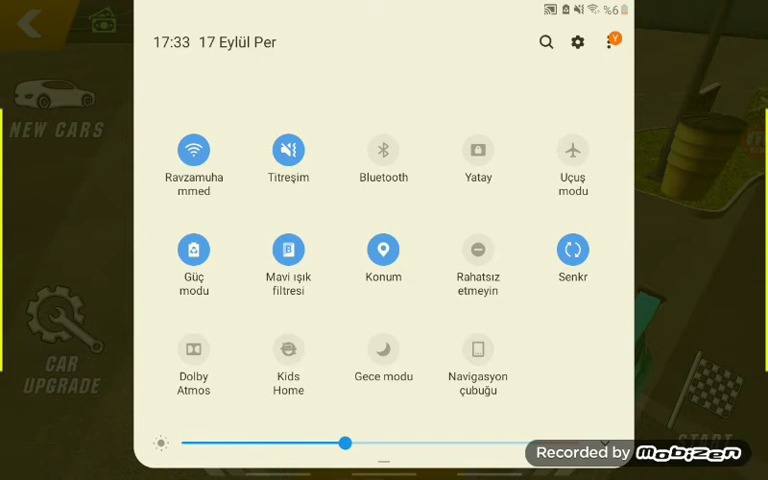 %6
17:33 17 Eylül Per
Y
NEW CARS
Ravzamuha
mmed
Titreşim
Bluetooth
Yatay
Uçuş
modu
Güç
modu
Mavi ışık
filtresi
Konum
Rahatsız
etmeyin
Senkr
CAR
UPGRADE
Dolby
Atmos
Kids
Home
Gece modu
Navigasyon
çubuğu
START
Recorded by MOBIZEN